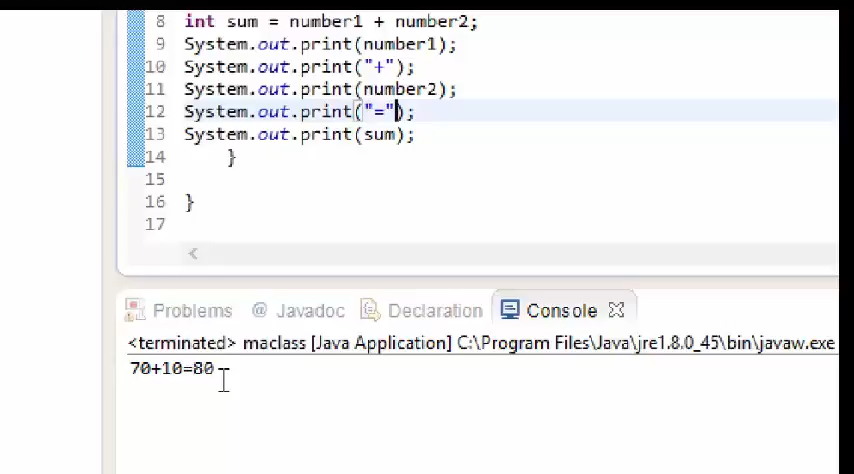 8 int sum = number1 + number2;
9 System.out.print(number1);
10 System.out.print("+");
11 System.out.print(number2);
12 System.out.print("=");
13 System.out.print(sum);
14 }
15
16 }
17
Problems @ Javadoc Declaration Console
<terminated> maclass [Java Application] C:\Program Files\Java\jre1.8.0_45\bin\javaw.exe
70+10=80